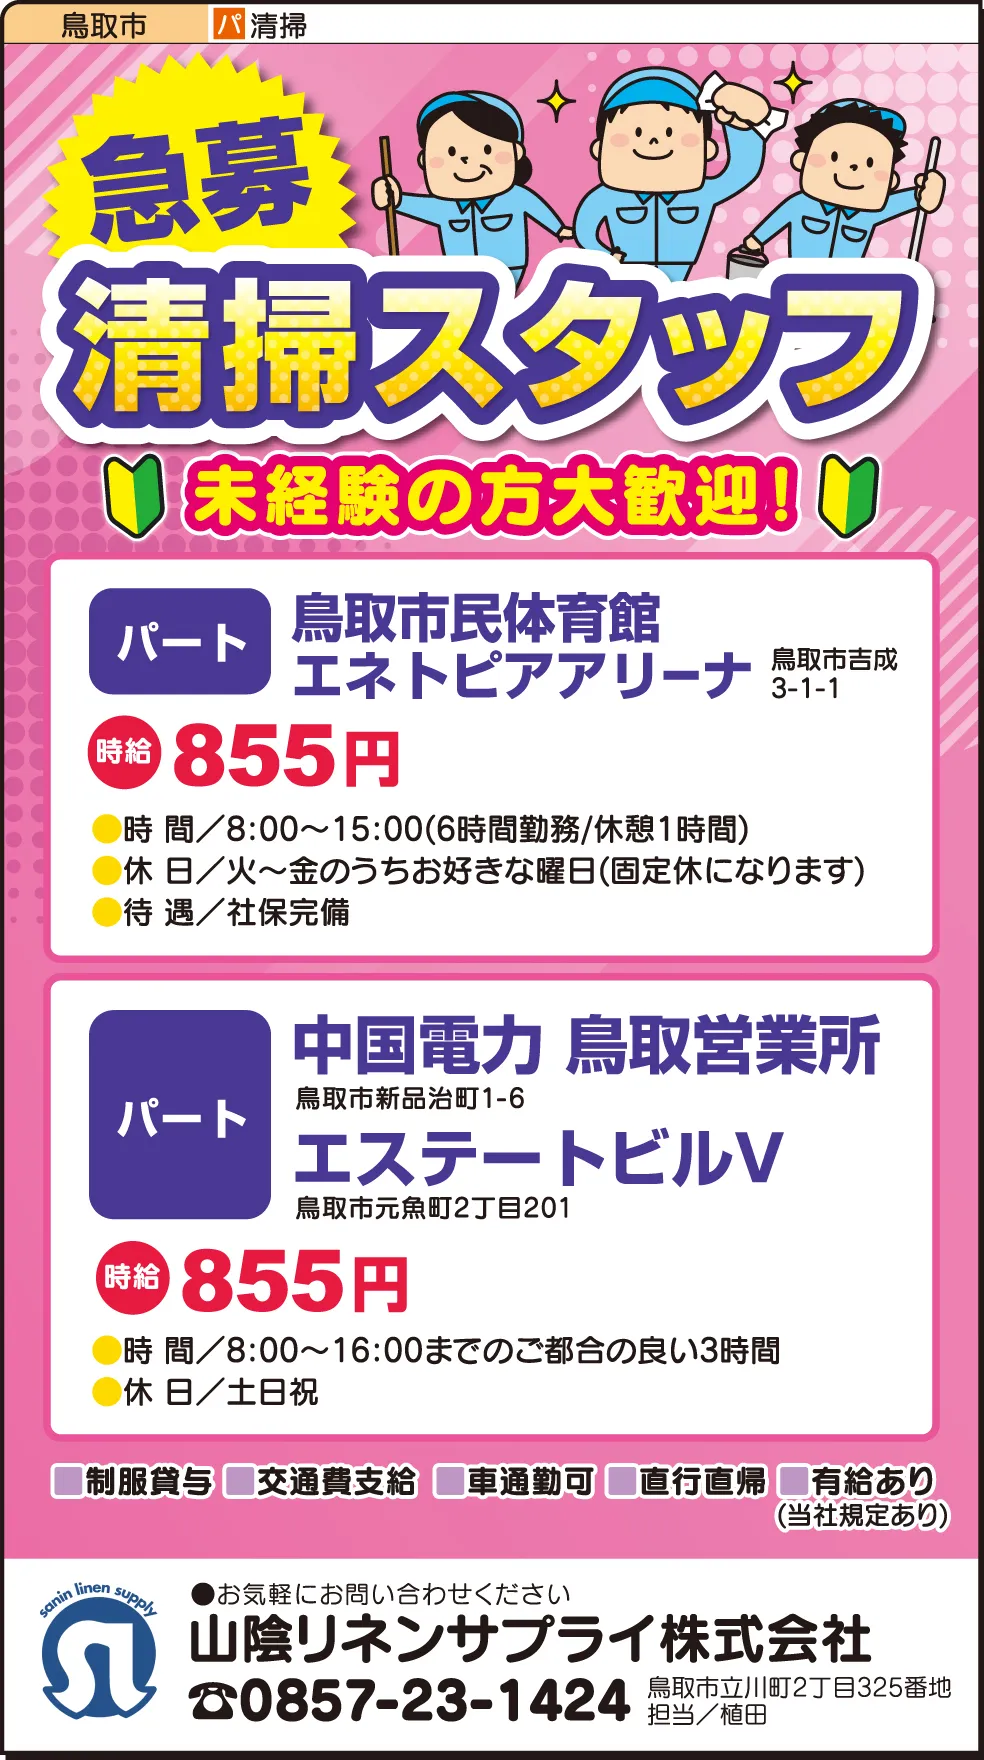 鳥取市
パ 清掃
急募
清掃スタッフ
未経験の方大歓迎!
パート
鳥取市民体育館
エネトピアアリーナ
鳥取市吉成
3-1-1
時給 855円
●時 間／8:00〜15:00(6時間勤務/休憩1時間)
●休 日／火〜金のうちお好きな曜日(固定休になります)
●待 遇／社保完備
パート
中国電力 鳥取営業所
鳥取市新品治町1-6
エステートビルV
鳥取市元魚町2丁目201
時給 855円
●時 間／8:00〜16:00までのご都合の良い3時間
●休 日／土日祝
■制服貸与 ■交通費支給 ■車通勤可 ■直行直帰 ■有給あり
(当社規定あり)
sanin linen supply
●お気軽にお問い合わせください
山陰リネンサプライ株式会社
☎0857-23-1424
鳥取市立川町2丁目325番地
担当／植田